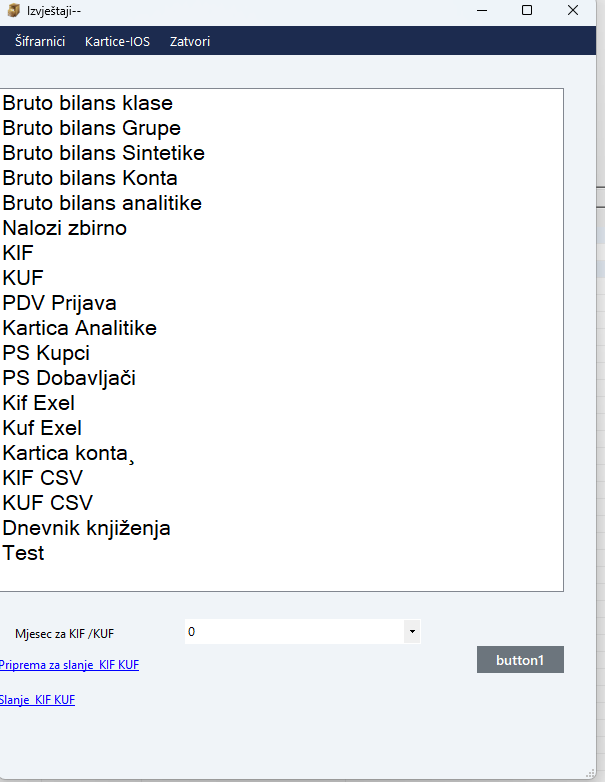 Izvještaji--
Šifrarnici Kartice-IOS Zatvori
Bruto bilans klase
Bruto bilans Grupe
Bruto bilans Sintetike
Bruto bilans Konta
Bruto bilans analitike
Nalozi zbirno
KIF
KUF
PDV Prijava
Kartica Analitike
PS Kupci
PS Dobavljači
Kif Exel
Kuf Exel
Kartica konta¸
KIF CSV
KUF CSV
Dnevnik knjiženja
Test
Mjesec za KIF /KUF 0
Priprema za slanje KIF KUF
button1
Slanje KIF KUF